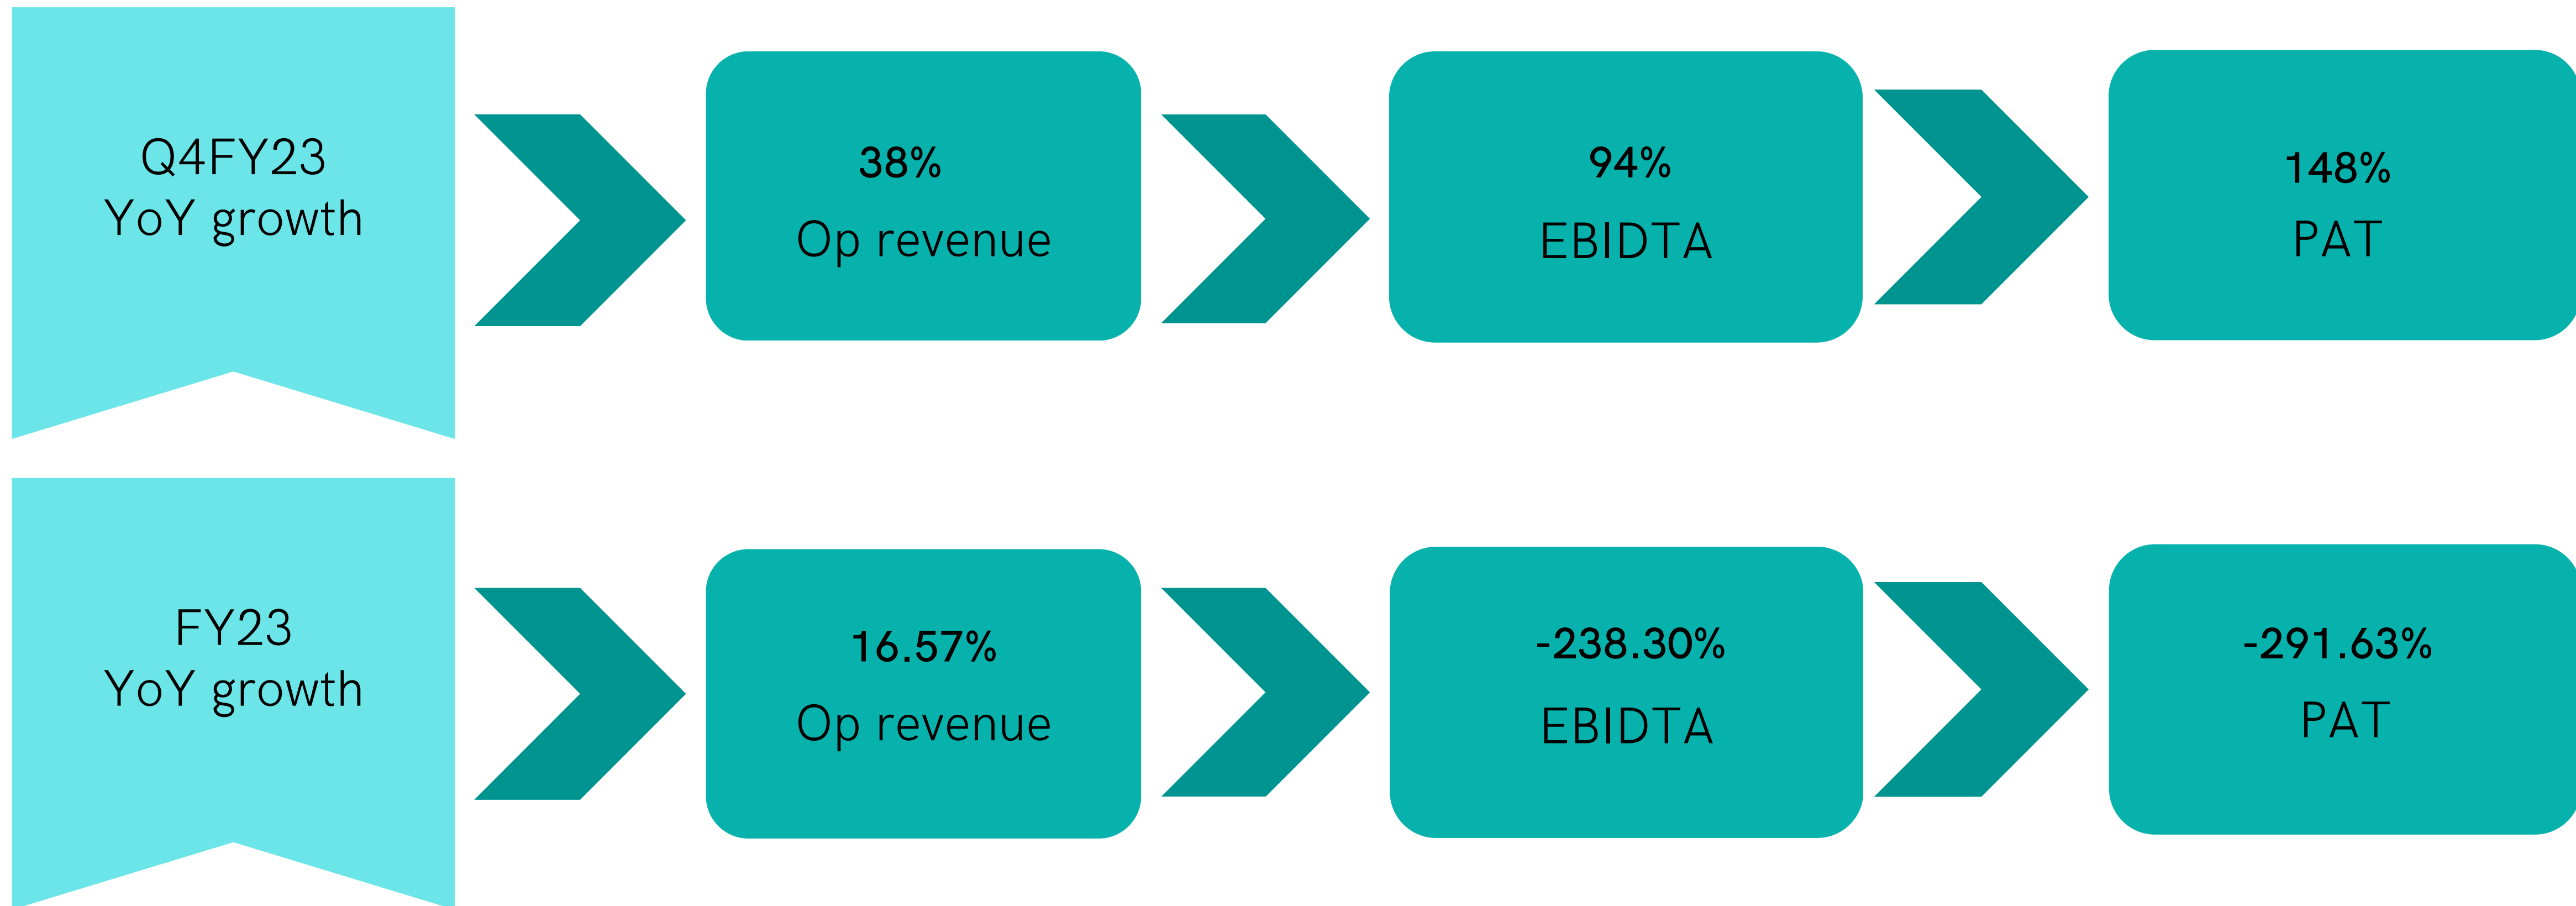 Q4FY23
YoY growth
38%
Op revenue
94%
EBIDTA
148%
PAT
FY23
YoY growth
16.57%
Op revenue
-238.30%
EBIDTA
-291.63%
PAT